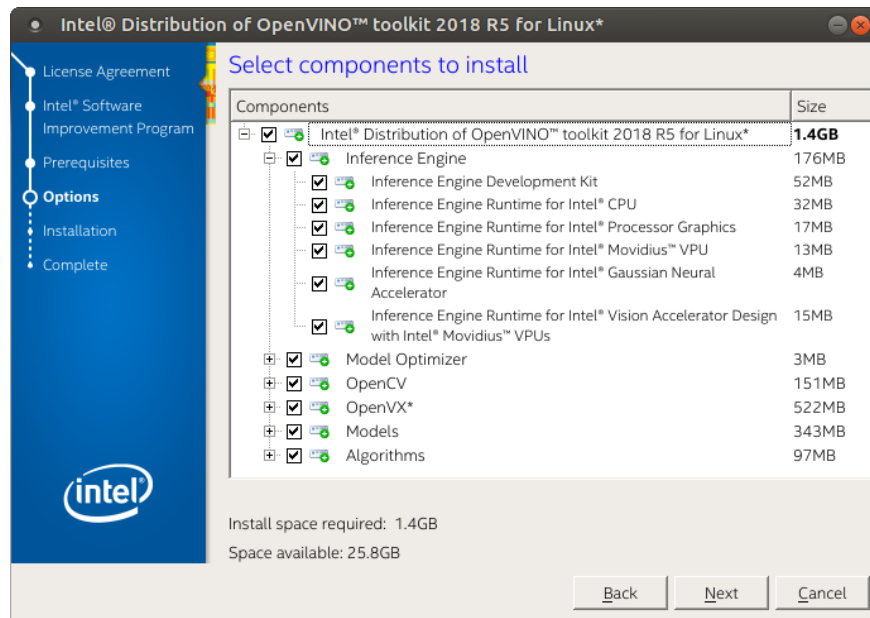 Intel® Distribution of OpenVINO™ toolkit 2018 R5 for Linux*
License Agreement
Intel® Software
Improvement Program
Prerequisites
Options
Installation
Complete
intel®
Select components to install
Components Size
Intel® Distribution of OpenVINO™ toolkit 2018 R5 for Linux* 1.4GB
Inference Engine 176MB
Inference Engine Development Kit 52MB
Inference Engine Runtime for Intel® CPU 32MB
Inference Engine Runtime for Intel® Processor Graphics 17MB
Inference Engine Runtime for Intel® Movidius™ VPU 13MB
Inference Engine Runtime for Intel® Gaussian Neural 4MB
Accelerator
Inference Engine Runtime for Intel® Vision Accelerator Design 15MB
with Intel® Movidius™ VPUs
Model Optimizer 3MB
OpenCV 151MB
OpenVX* 522MB
Models 343MB
Algorithms 97MB
Install space required: 1.4GB
Space available: 25.8GB
Back Next Cancel